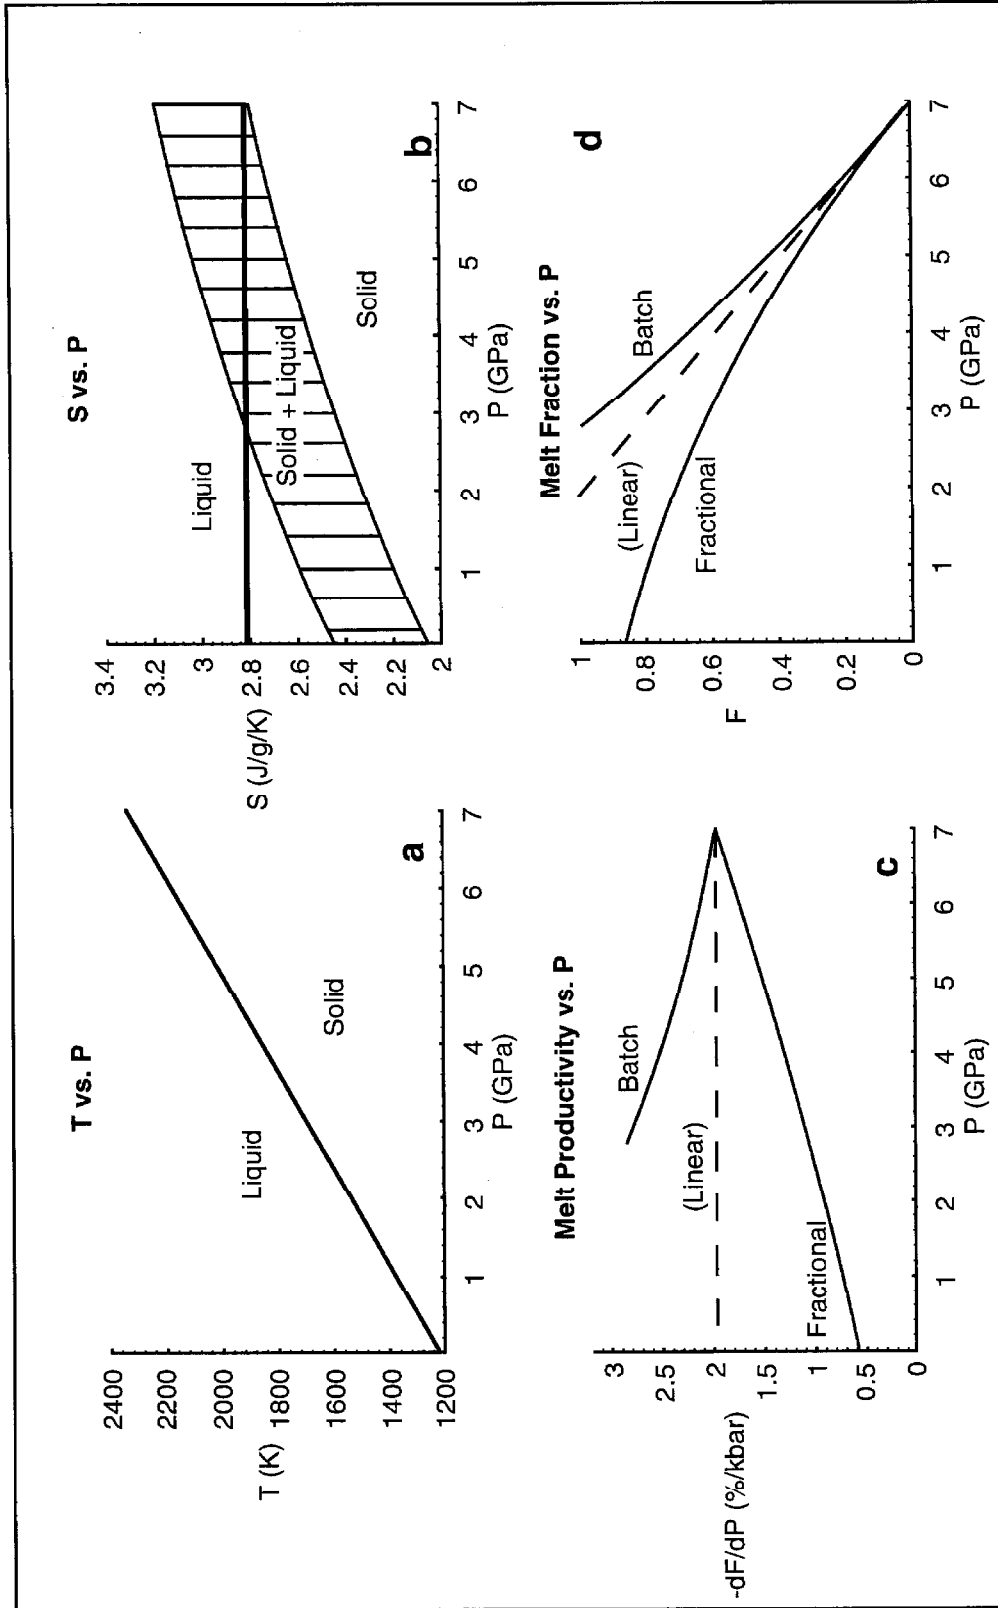 T vs. P
2400
2200
2000
1800
1600
1400
1200
T (K)
Liquid
Solid
a
1 2 3 4 5 6 7
P (GPa)
S vs. P
3.4
3.2
3
2.8
2.6
2.4
2.2
2
S (J/g/K)
Liquid
Solid + Liquid
Solid
b
1 2 3 4 5 6 7
P (GPa)
Melt Productivity vs. P
3
2.5
2
1.5
1
0.5
0
-dF/dP (%/kbar)
Batch
(Linear)
Fractional
c
1 2 3 4 5 6 7
P (GPa)
Melt Fraction vs. P
1
0.8
0.6
0.4
0.2
0
F
Batch
(Linear)
Fractional
d
1 2 3 4 5 6 7
P (GPa)